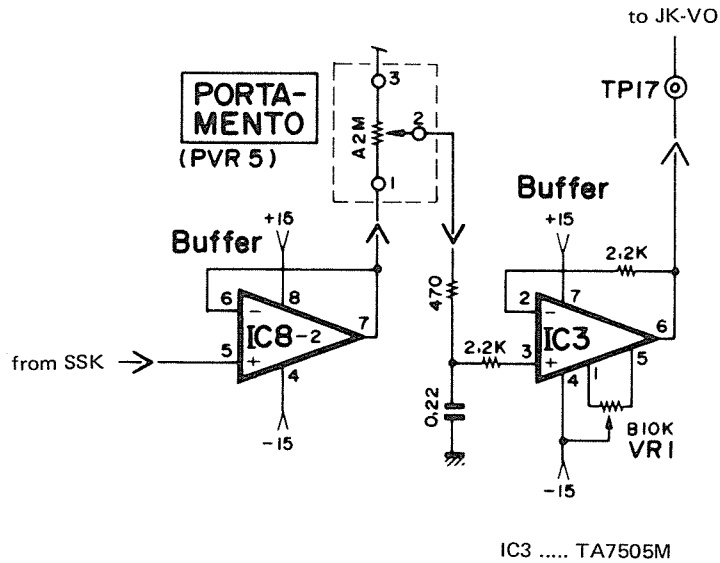 to JK-VO
TP17
PORTA-
MENTO
(PVR 5)
3
2
A2M
1
Buffer
+15
8
6
-
IC8-2
7
5
+
4
-15
from SSK
470
2.2K
0.22
Buffer
+15
7
2.2K
2
-
IC3
6
3
+
4
1
5
B10K
VR1
-15
IC3 ..... TA7505M